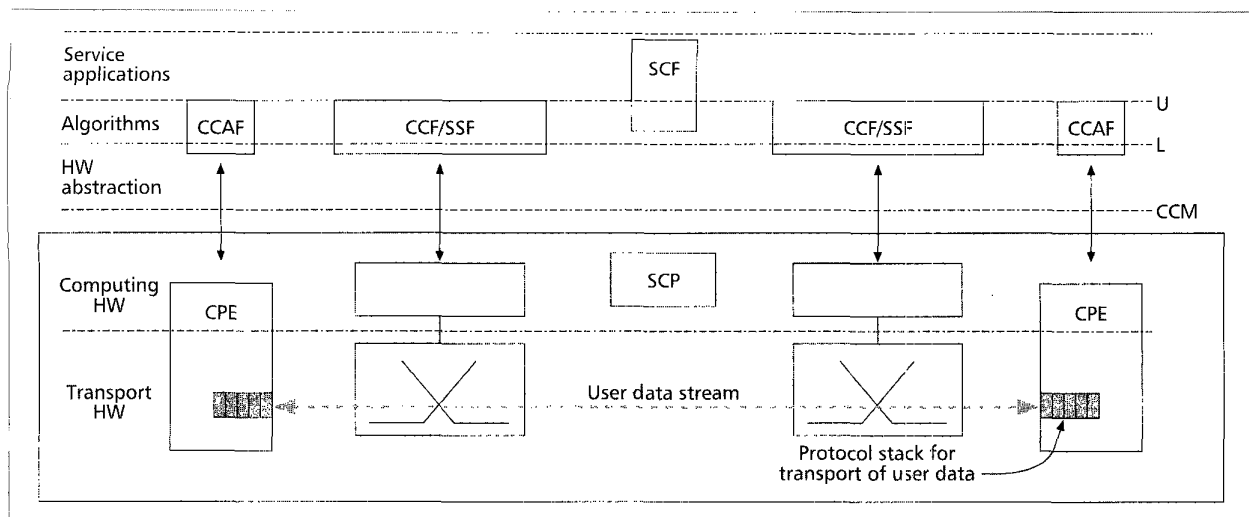 Service
applications
SCF
U
Algorithms
CCAF
CCF/SSF
CCF/SSF
CCAF
L
HW
abstraction
CCM
Computing
HW
CPE
SCP
CPE
Transport
HW
User data stream
Protocol stack for
transport of user data